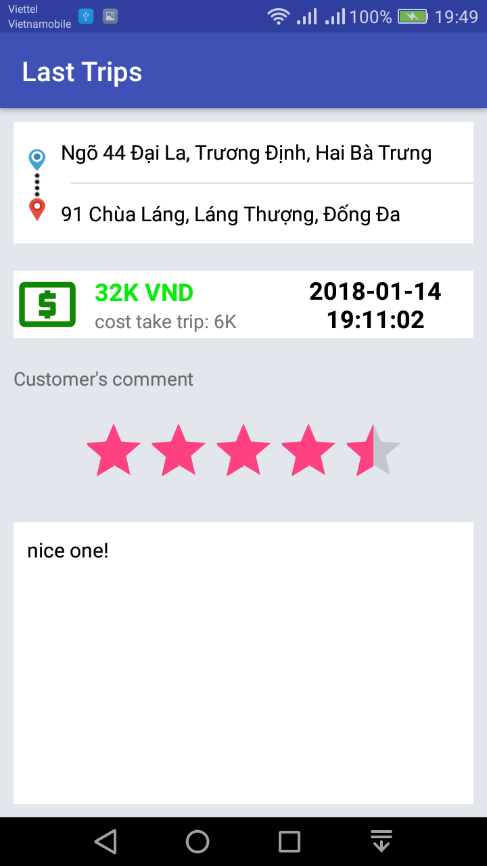 Viettel
Vietnamobile
100%
19:49
Last Trips
Ngõ 44 Đại La, Trương Định, Hai Bà Trưng
91 Chùa Láng, Láng Thượng, Đống Đa
32K VND
cost take trip: 6K
2018-01-14
19:11:02
Customer's comment
nice one!